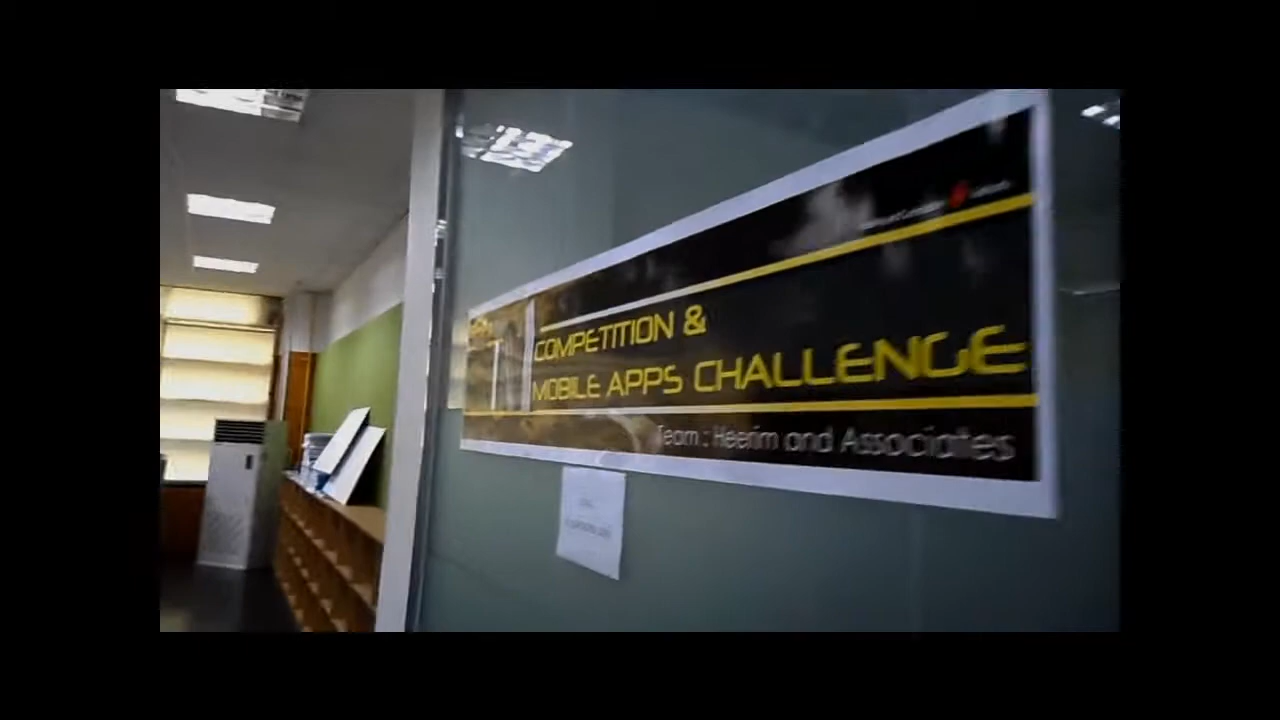 COMPETITION &
MOBILE APPS CHALLENGE
Team : Heerim and Associates